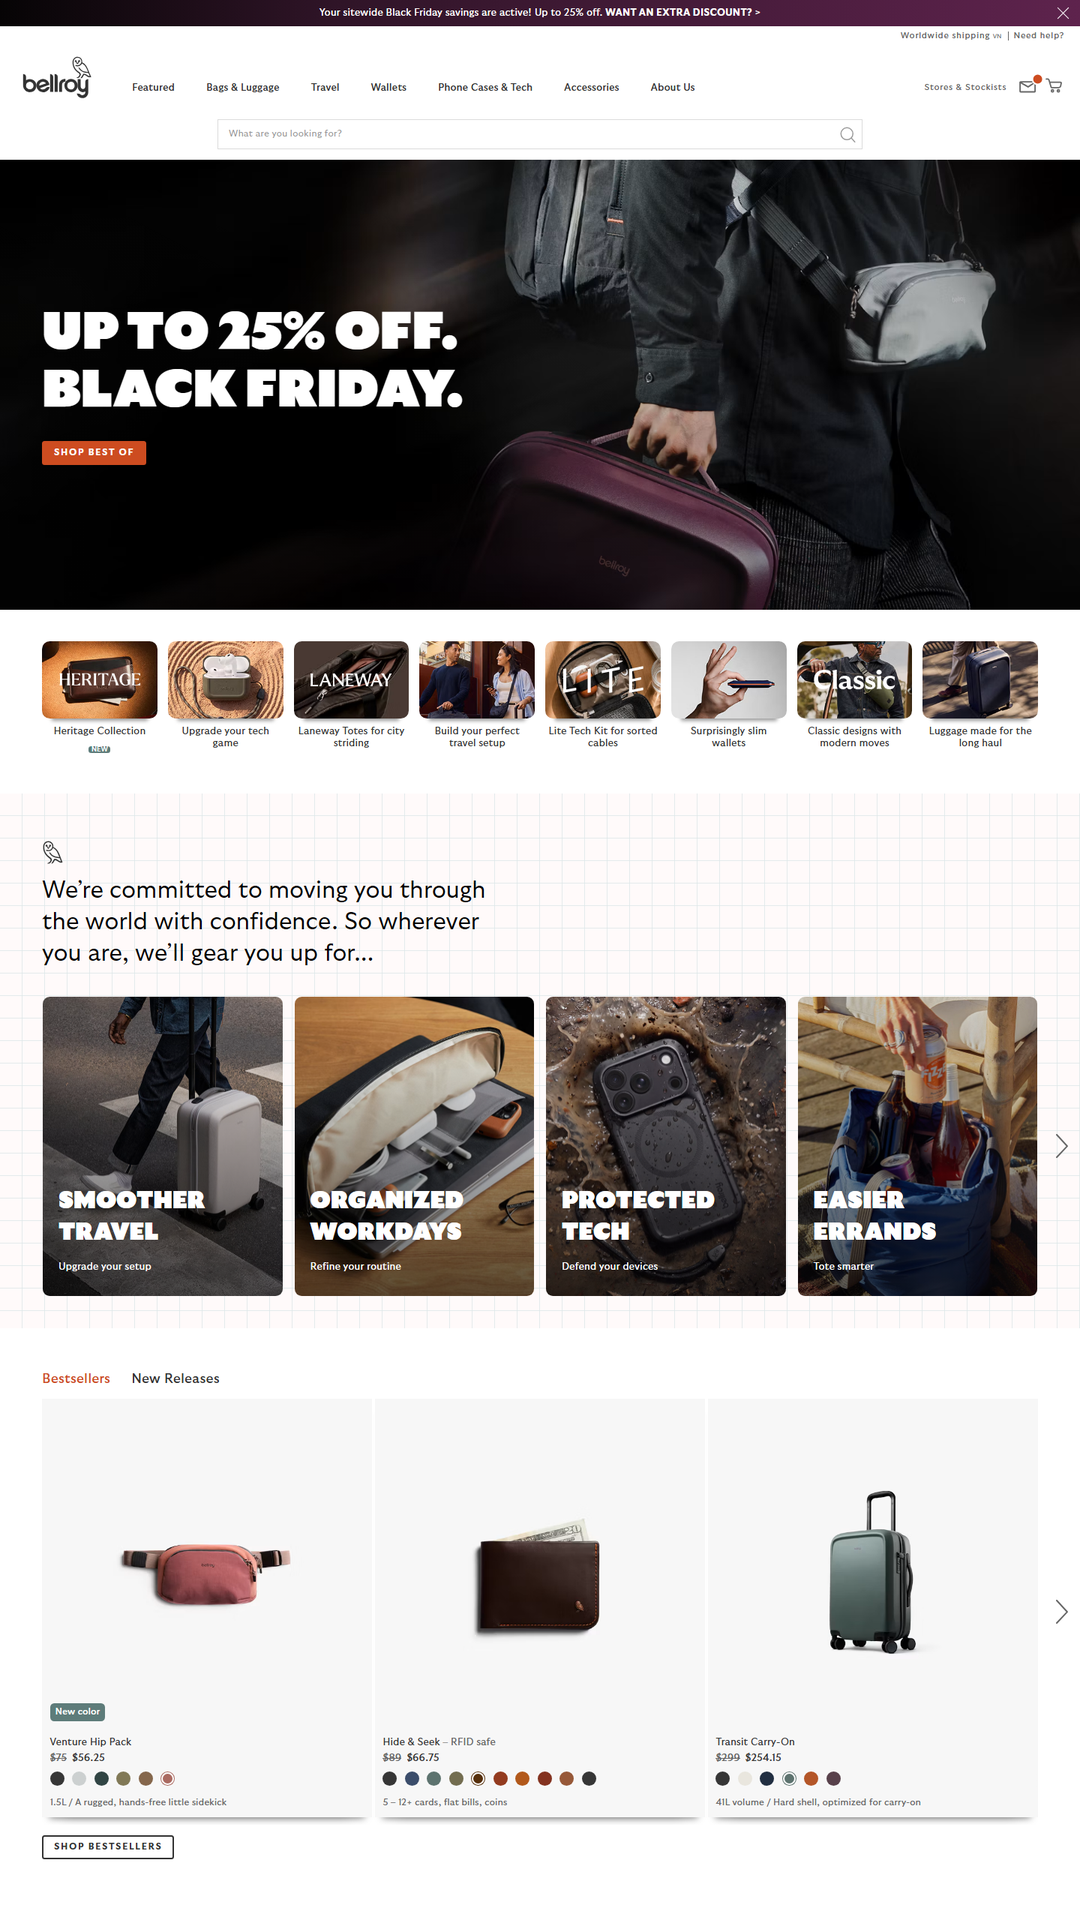 Your sitewide Black Friday savings are active! Up to 25% off. WANT AN EXTRA DISCOUNT? >
Worldwide shipping VN | Need help?
bellroy
Featured
Bags & Luggage
Travel
Wallets
Phone Cases & Tech
Accessories
About Us
Stores & Stockists
What are you looking for?
UP TO 25% OFF.
BLACK FRIDAY.
SHOP BEST OF
bellroy
HERITAGE
LANEWAY
LITE
Classic
Heritage Collection
NEW
Upgrade your tech
game
Laneway Totes for city
striding
Build your perfect
travel setup
Lite Tech Kit for sorted
cables
Surprisingly slim
wallets
Classic designs with
modern moves
Luggage made for the
long haul
We're committed to moving you through
the world with confidence. So wherever
you are, we'll gear you up for...
SMOOTHER
TRAVEL
Upgrade your setup
ORGANIZED
WORKDAYS
Refine your routine
PROTECTED
TECH
Defend your devices
EASIER
ERRANDS
Tote smarter
Bestsellers
New Releases
New color
Venture Hip Pack
$75 $56.25
1.5L / A rugged, hands-free little sidekick
Hide & Seek – RFID safe
$89 $66.75
5 – 12+ cards, flat bills, coins
Transit Carry-On
$299 $254.15
41L volume / Hard shell, optimized for carry-on
SHOP BESTSELLERS